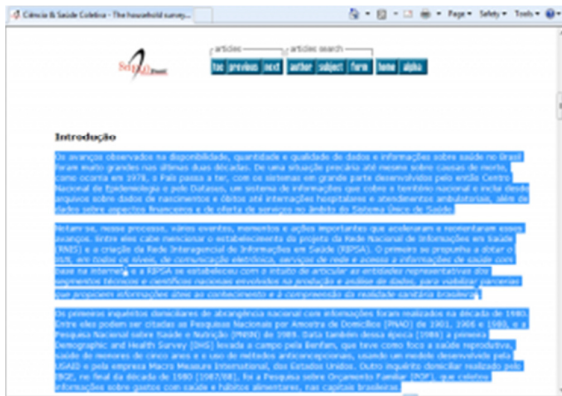 Ciência & Saúde Coletiva - The household survey...
Page Safety Tools
articles articles search
toc previous next author subject form home alpha
Introdução
Os avanços observados na disponibilidade, quantidade e qualidade de dados e informações sobre saúde no Brasil
foram muito grandes nas últimas duas décadas. De uma situação precária até mesmo sobre causas de morte,
como ocorria em 1978, o País passa a ter, com os sistemas em grande parte desenvolvidos pelo então Centro
Nacional de Epidemiologia e pelo Datasus, um sistema de informações que cobre o território nacional e inclui desde
arquivos sobre dados de nascimentos e óbitos até internações hospitalares e atendimentos ambulatoriais, além de
dados sobre aspectos financeiros e de oferta de serviços no âmbito do Sistema Único de Saúde.
Notam-se, nesse processo, vários eventos, momentos e ações importantes que aceleraram e reorientaram esses
avanços. Entre eles cabe mencionar o estabelecimento do projeto da Rede Nacional de Informações em Saúde
(RNIS) e a criação da Rede Interagencial de Informações em Saúde (RIPSA). O primeiro se propunha a dotar o
SUS, em todos os níveis, de comunicação eletrônica, serviços de rede e acesso a informações de saúde com
base na internet e a RIPSA se estabeleceu com o intuito de articular as entidades representativas dos
segmentos técnicos e científicos nacionais envolvidos na produção e análise de dados, para viabilizar parcerias
que propiciem informações úteis ao conhecimento e à compreensão da realidade sanitária brasileira
Os primeiros inquéritos domiciliares de abrangência nacional com informações foram realizados na década de 1980.
Entre eles podem ser citadas as Pesquisas Nacionais por Amostra de Domicílios (PNAD) de 1981, 1986 e 1988, e a
Pesquisa Nacional sobre Saúde e Nutrição (PNSN) de 1989. Data também dessa época (1986) a primeira
Demographic and Health Survey (DHS) levada a campo pela Benfam, que teve como foco a saúde reprodutiva,
saúde de menores de cinco anos e o uso de métodos anticoncepcionais, usando um modelo desenvolvido pela
USAID e pela empresa Macro Measure International, dos Estados Unidos. Outro inquérito domiciliar realizado pelo
IBGE, no final da década de 1980 (1987/88), foi a Pesquisa sobre Orçamento Familiar (POF), que coletou
informações sobre gastos com saúde e hábitos alimentares, nas capitais brasileiras.